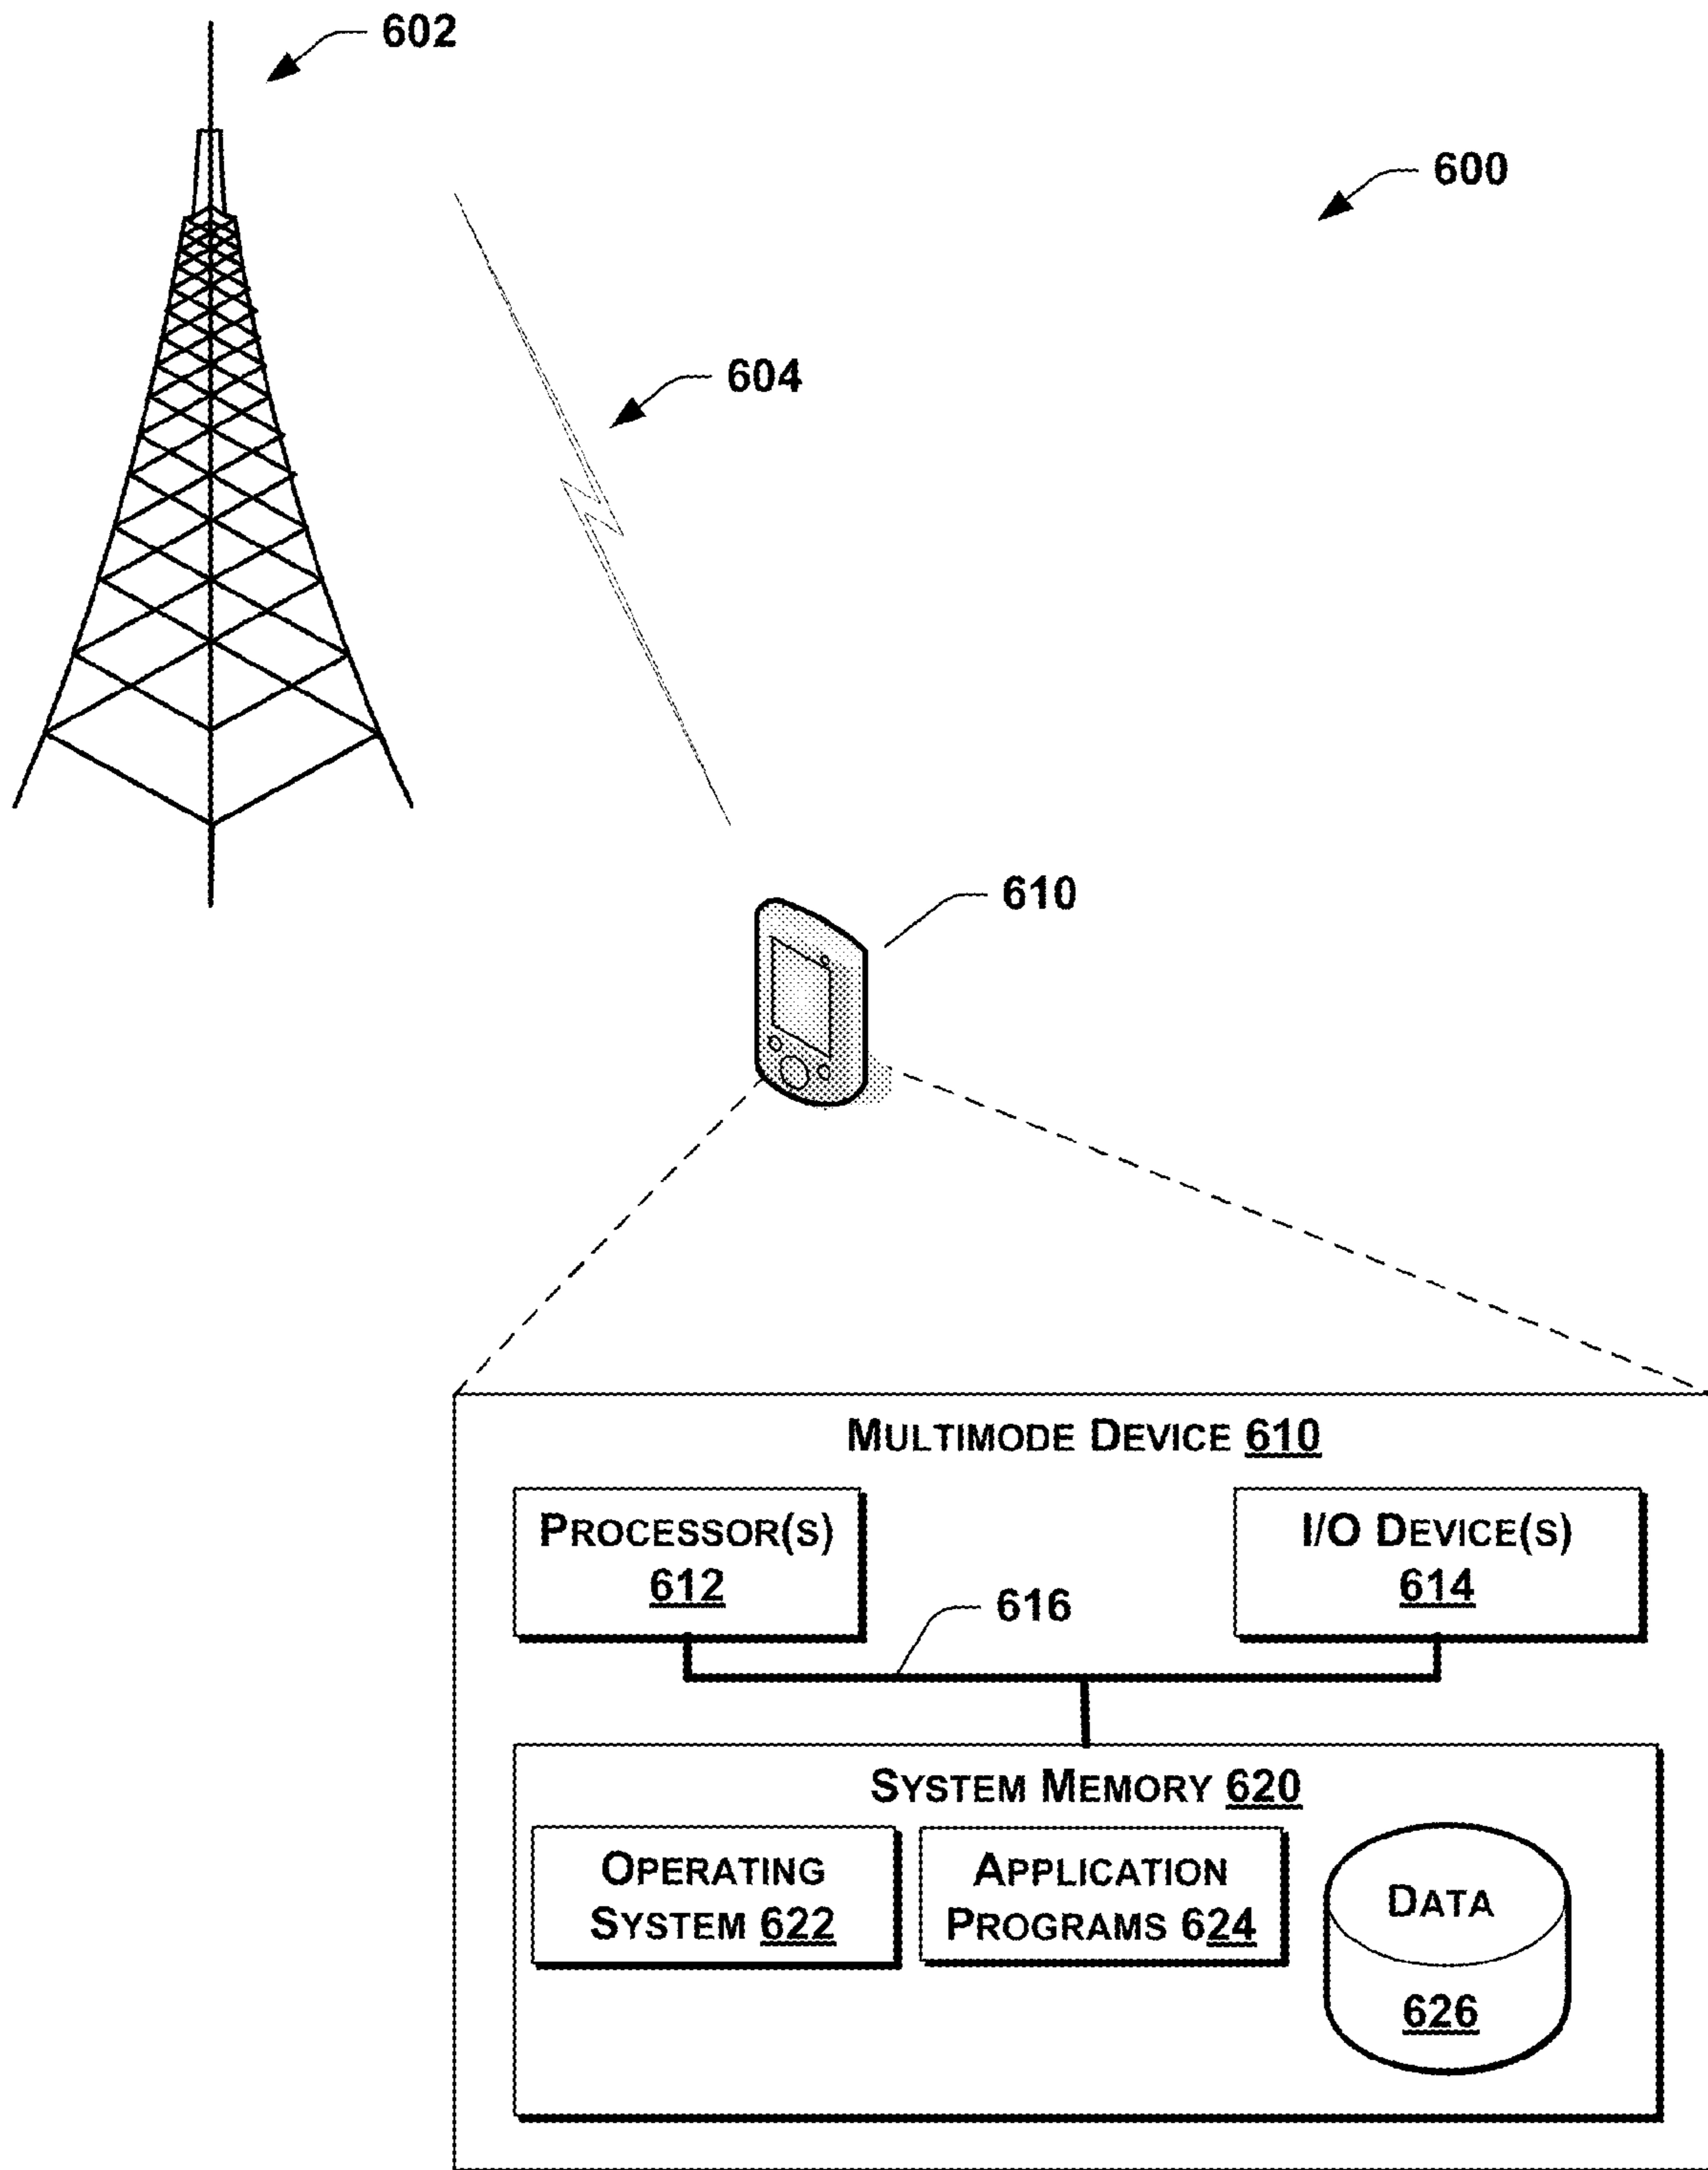 602
600
604
610
MULTIMODE DEVICE 610
PROCESSOR(S)
612
I/O DEVICE(S)
614
616
SYSTEM MEMORY 620
OPERATING
SYSTEM 622
APPLICATION
PROGRAMS 624
DATA
626